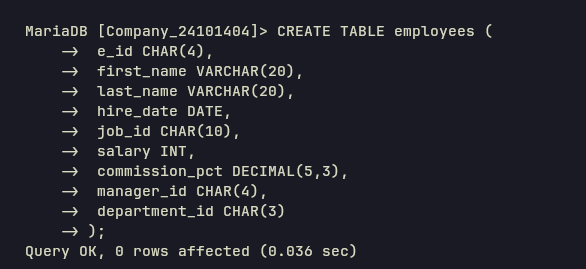 MariaDB [Company_24101404]> CREATE TABLE employees (
    -> e_id CHAR(4),
    -> first_name VARCHAR(20),
    -> last_name VARCHAR(20),
    -> hire_date DATE,
    -> job_id CHAR(10),
    -> salary INT,
    -> commission_pct DECIMAL(5,3),
    -> manager_id CHAR(4),
    -> department_id CHAR(3)
    -> );
Query OK, 0 rows affected (0.036 sec)